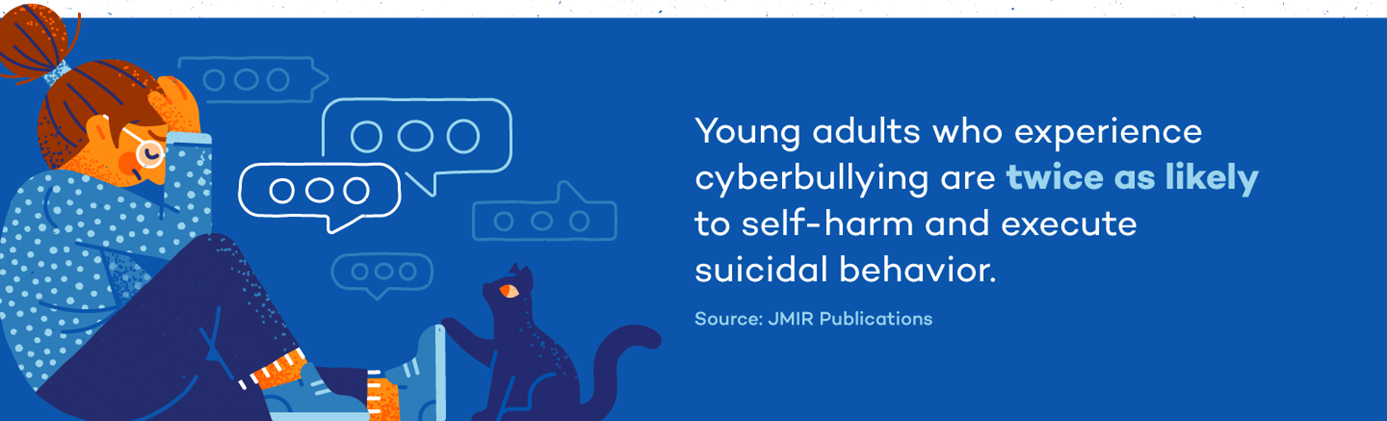 Young adults who experience
cyberbullying are twice as likely
to self-harm and execute
suicidal behavior.
Source: JMIR Publications